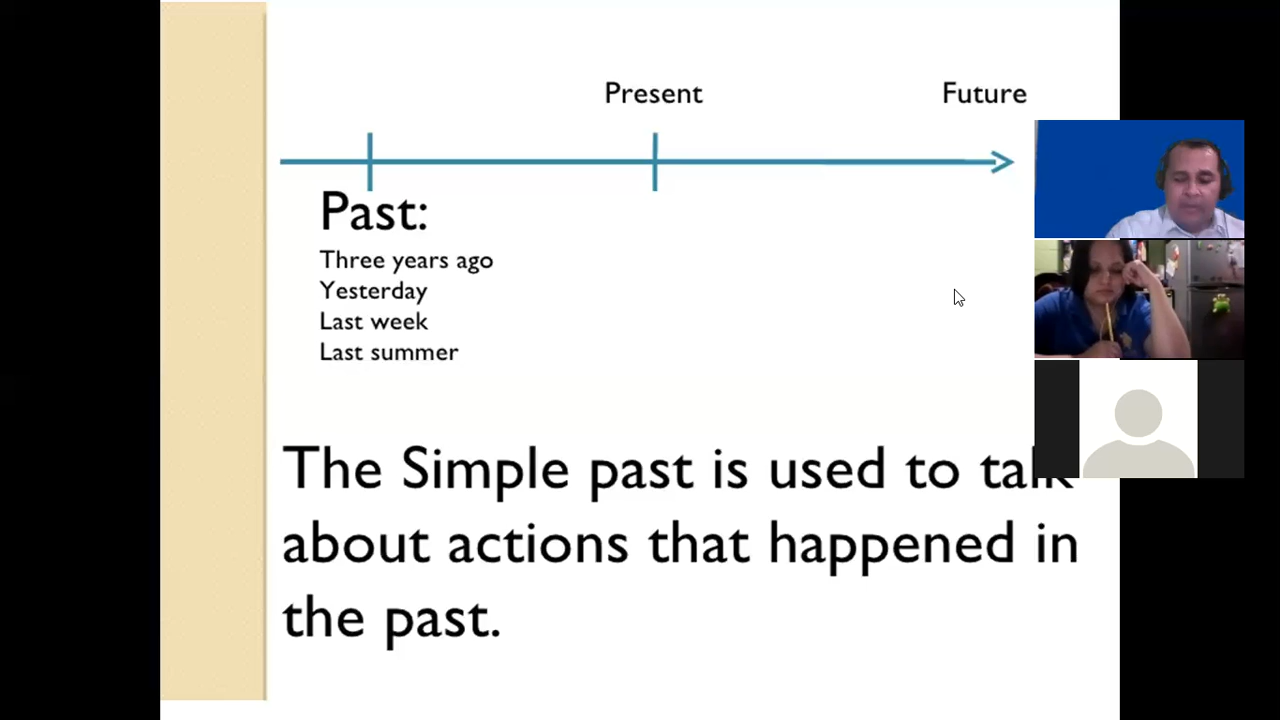 Present Future
Past:
Three years ago
Yesterday
Last week
Last summer
The Simple past is used to talk
about actions that happened in
the past.